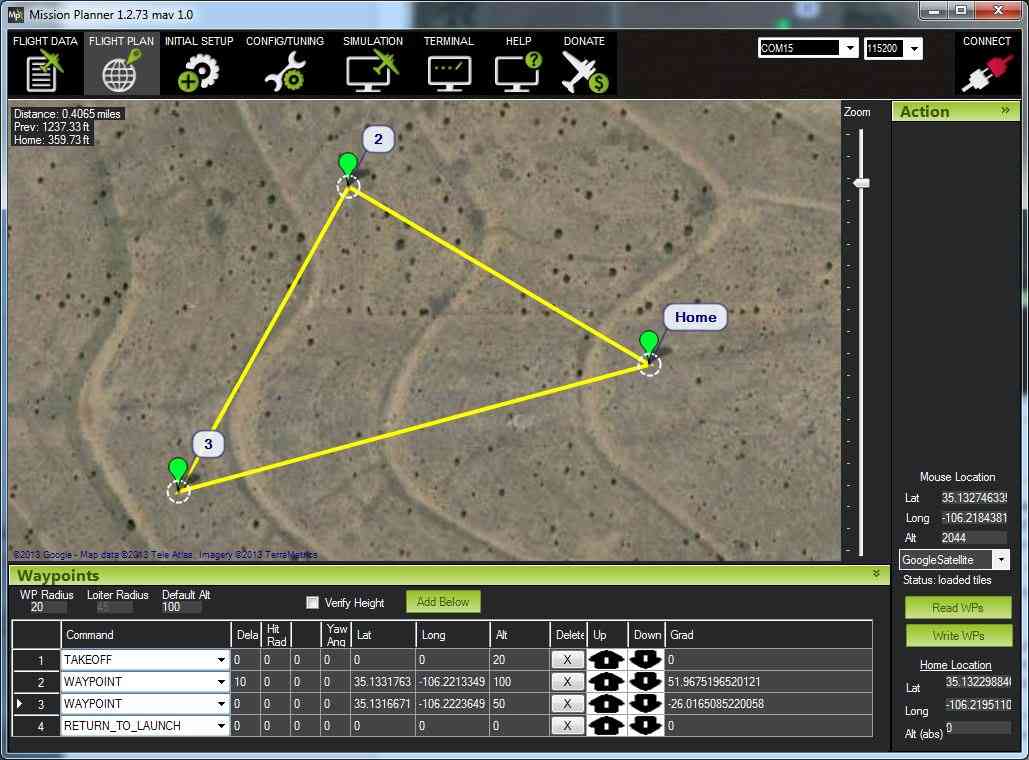 Mission Planner 1.2.73 mav 1.0
FLIGHT DATA FLIGHT PLAN INITIAL SETUP CONFIG/TUNING SIMULATION TERMINAL HELP DONATE
COM15 115200 CONNECT
Distance: 0.4065 miles
Prev: 1237.33 ft
Home: 359.73 ft
Zoom
Action »
2
Home
3
Mouse Location
Lat 35.132746335
Long -106.2184381
Alt 2044
GoogleSatellite
Status: loaded tiles
Read WPs
Write WPs
Home Location
Lat 35.13229884
Long -106.2195110
Alt (abs) 0
©2013 Google - Map data ©2013 Tele Atlas, Imagery ©2013 TerraMetrics
Waypoints
WP Radius Loiter Radius Default Alt
20 45 100
Verify Height Add Below
Command Dela Hit Rad Yaw Ang Lat Long Alt Delete Up Down Grad
1 TAKEOFF 0 0 0 0 0 0 20 X 0
2 WAYPOINT 10 0 0 0 35.1331763 -106.2213349 100 X 51.9675196520121
3 WAYPOINT 0 0 0 0 35.1316671 -106.2223649 50 X -26.0165085220058
4 RETURN_TO_LAUNCH 0 0 0 0 0 0 0 X 0